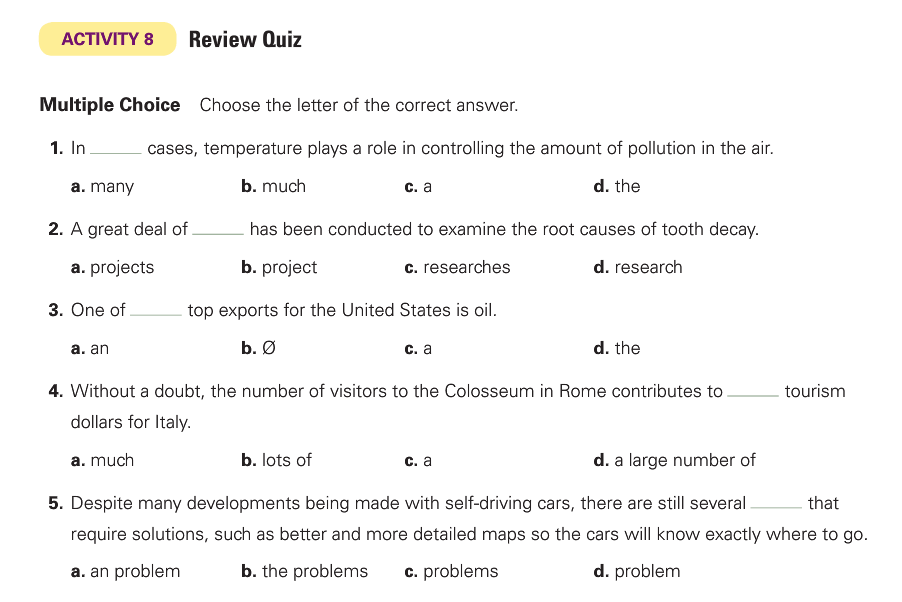 ACTIVITY 8 Review Quiz
Multiple Choice Choose the letter of the correct answer.
1. In _____ cases, temperature plays a role in controlling the amount of pollution in the air.
a. many b. much c. a d. the
2. A great deal of _____ has been conducted to examine the root causes of tooth decay.
a. projects b. project c. researches d. research
3. One of _____ top exports for the United States is oil.
a. an b. Ø c. a d. the
4. Without a doubt, the number of visitors to the Colosseum in Rome contributes to _____ tourism
dollars for Italy.
a. much b. lots of c. a d. a large number of
5. Despite many developments being made with self-driving cars, there are still several _____ that
require solutions, such as better and more detailed maps so the cars will know exactly where to go.
a. an problem b. the problems c. problems d. problem